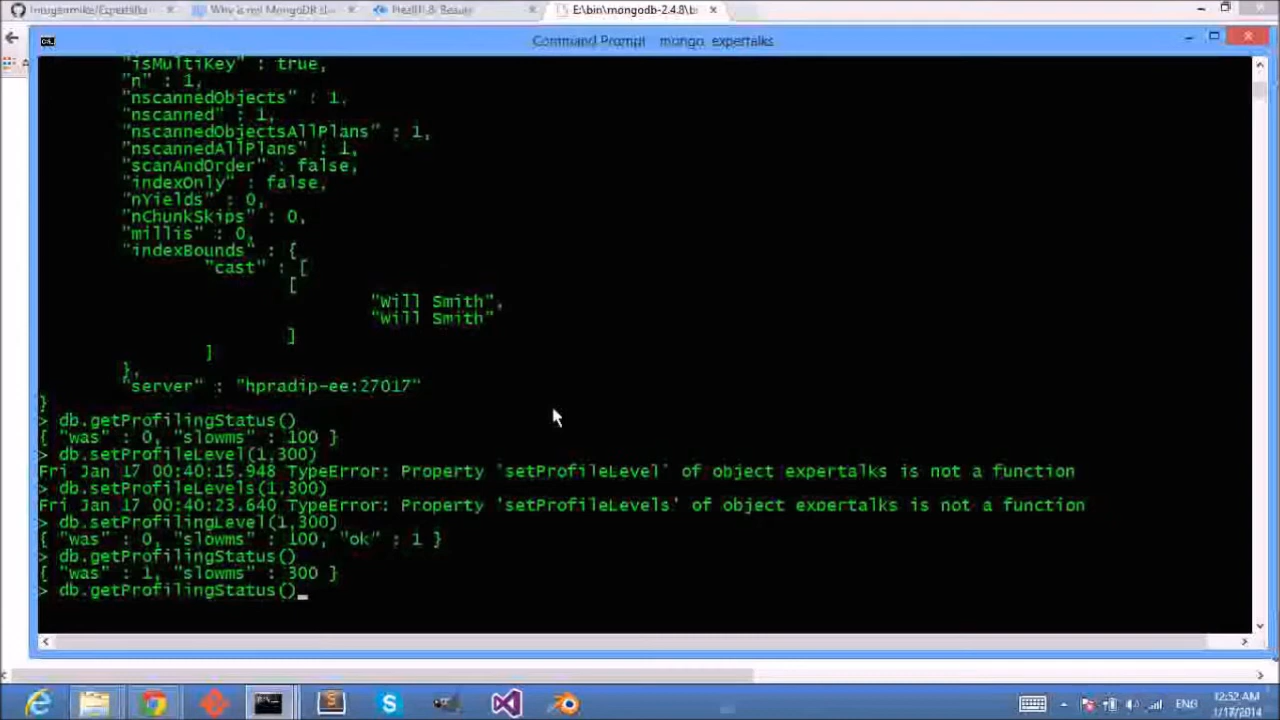 E:\bin\mongodb-2.4.8\b
Command Prompt - mongo expertalks
"isMultiKey" : true,
"n" : 1,
"nscannedObjects" : 1,
"nscanned" : 1,
"nscannedObjectsAllPlans" : 1,
"nscannedAllPlans" : 1,
"scanAndOrder" : false,
"indexOnly" : false,
"nYields" : 0,
"nChunkSkips" : 0,
"millis" : 0,
"indexBounds" : {
"cast" : [
[
"Will Smith",
"Will Smith"
]
]
},
"server" : "hpradip-ee:27017"
}
> db.getProfilingStatus()
{ "was" : 0, "slowms" : 100 }
> db.setProfileLevel(1,300)
Fri Jan 17 00:40:15.948 TypeError: Property 'setProfileLevel' of object expertalks is not a function
> db.setProfileLevels(1,300)
Fri Jan 17 00:40:23.640 TypeError: Property 'setProfileLevels' of object expertalks is not a function
> db.setProfilingLevel(1,300)
{ "was" : 0, "slowms" : 100, "ok" : 1 }
> db.getProfilingStatus()
{ "was" : 1, "slowms" : 300 }
> db.getProfilingStatus()
ENG
12:52 AM
1/17/2014